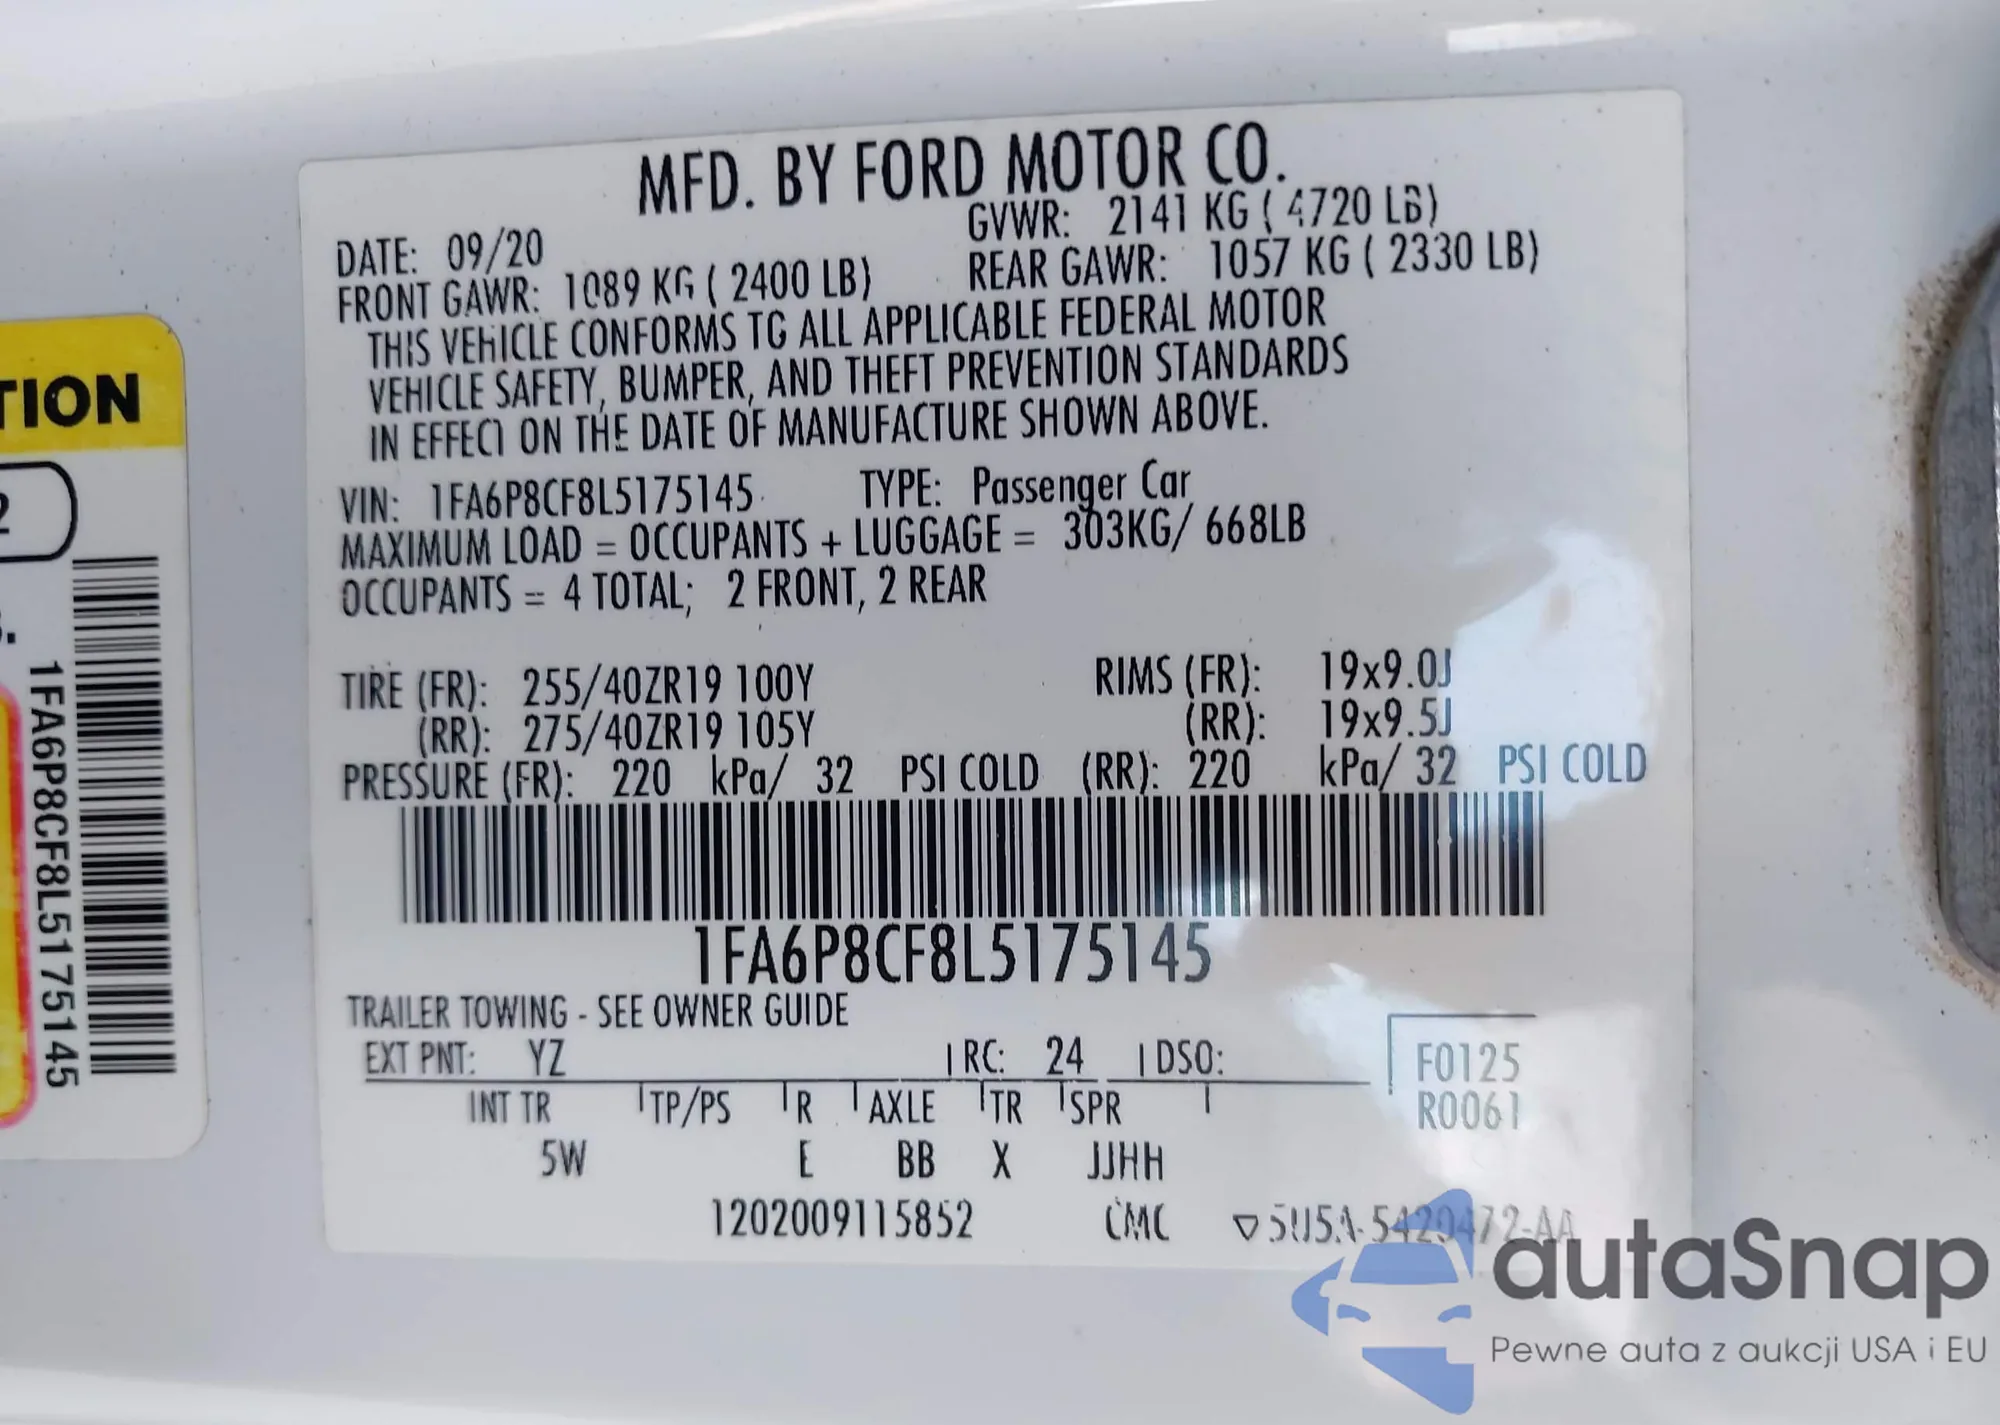 MFD. BY FORD MOTOR CO.
DATE: 09/20
GVWR: 2141 KG ( 4720 LB)
FRONT GAWR: 1089 KG ( 2400 LB)
REAR GAWR: 1057 KG ( 2330 LB)
THIS VEHICLE CONFORMS TO ALL APPLICABLE FEDERAL MOTOR
VEHICLE SAFETY, BUMPER, AND THEFT PREVENTION STANDARDS
IN EFFECT ON THE DATE OF MANUFACTURE SHOWN ABOVE.
VIN: 1FA6P8CF8L5175145 TYPE: Passenger Car
MAXIMUM LOAD = OCCUPANTS + LUGGAGE = 303KG/ 668LB
OCCUPANTS = 4 TOTAL; 2 FRONT, 2 REAR
TIRE (FR): 255/40ZR19 100Y RIMS (FR): 19x9.0J
(RR): 275/40ZR19 105Y (RR): 19x9.5J
PRESSURE (FR): 220 kPa/ 32 PSI COLD (RR): 220 kPa/ 32 PSI COLD
1FA6P8CF8L5175145
TRAILER TOWING - SEE OWNER GUIDE
EXT PNT: YZ RC: 24 DSO: F0125
R0061
INT TR TP/PS R AXLE TR SPR
5W E BB X JJHH
1202009115852 CMC 5U5A-5420472-AA
TION
2
1FA6P8CF8L5175145
autaSnap
Pewne auta z aukcji USA i EU